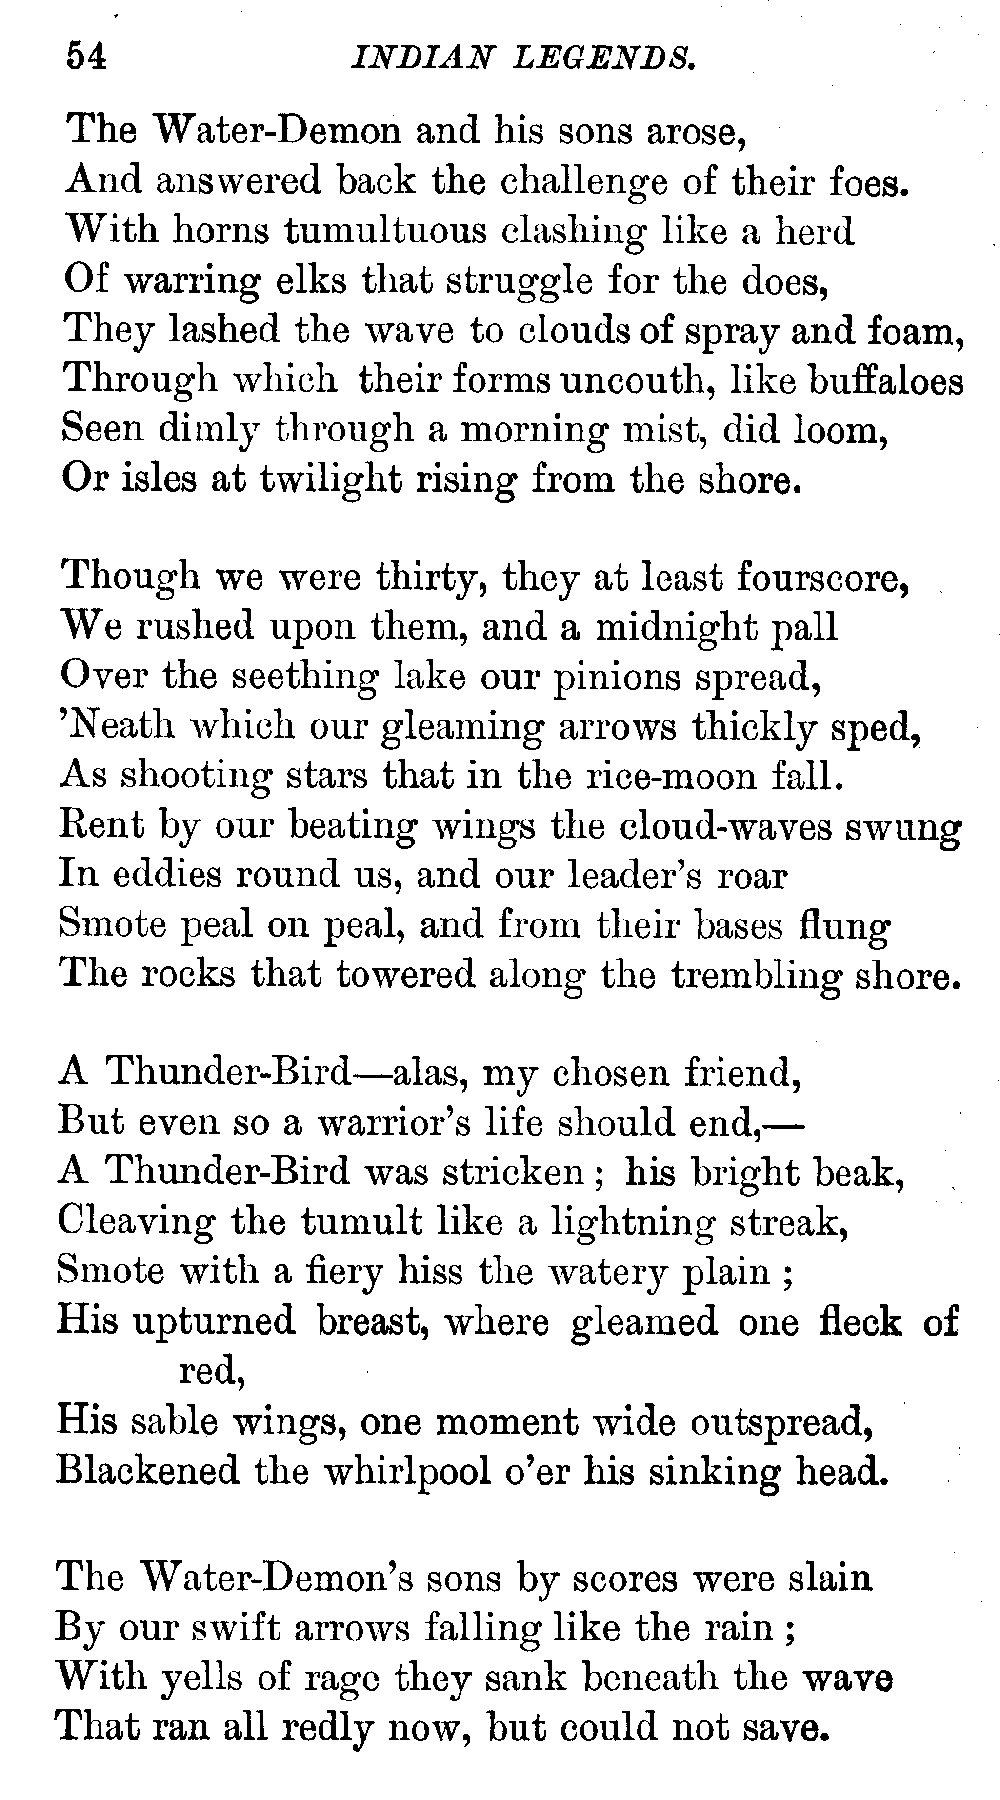 54 INDIAN LEGENDS.
The Water-Demon and his sons arose,
And answered back the challenge of their foes.
With horns tumultuous clashing like a herd
Of warring elks that struggle for the does,
They lashed the wave to clouds of spray and foam,
Through which their forms uncouth, like buffaloes
Seen dimly through a morning mist, did loom,
Or isles at twilight rising from the shore.
Though we were thirty, they at least fourscore,
We rushed upon them, and a midnight pall
Over the seething lake our pinions spread,
’Neath which our gleaming arrows thickly sped,
As shooting stars that in the rice-moon fall.
Rent by our beating wings the cloud-waves swung
In eddies round us, and our leader’s roar
Smote peal on peal, and from their bases flung
The rocks that towered along the trembling shore.
A Thunder-Bird—alas, my chosen friend,
But even so a warrior’s life should end,—
A Thunder-Bird was stricken ; his bright beak,
Cleaving the tumult like a lightning streak,
Smote with a fiery hiss the watery plain ;
His upturned breast, where gleamed one fleck of
red,
His sable wings, one moment wide outspread,
Blackened the whirlpool o’er his sinking head.
The Water-Demon’s sons by scores were slain
By our swift arrows falling like the rain ;
With yells of rage they sank beneath the wave
That ran all redly now, but could not save.